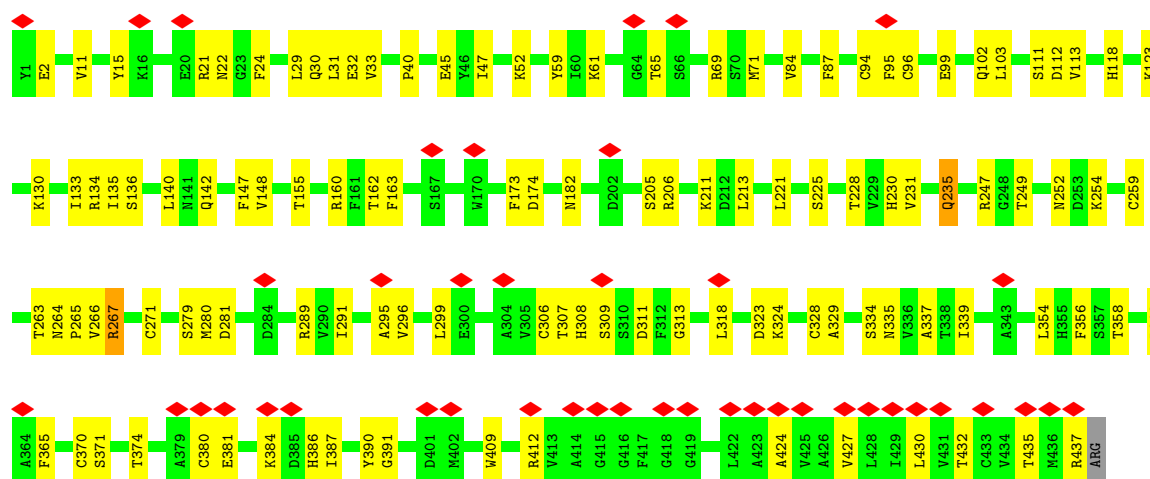 Y1 E2 V11 Y15 K16 E20 R21 N22 G23 F24 L29 Q30 L31 E32 V33 P40 E45 Y46 I47 K52 Y59 I60 K61 G64 T65 S66 R69 S70 M71 V84 F87 C94 F95 C96 E99 Q102 L103 S111 D112 V113 H118 K123
K130 I133 R134 I135 S136 L140 N141 Q142 F147 V148 T155 R160 F161 T162 F163 S167 W170 F173 D174 N182 D202 S205 R206 K211 D212 L213 L221 S225 T228 V229 H230 V231 Q235 R247 G248 T249 N252 D253 K254 C259
T263 N264 P265 V266 R267 C271 S279 M280 D281 D284 R289 V290 I291 A295 V296 L299 E300 A304 V305 C306 T307 H308 S309 S310 D311 F312 G313 L318 D323 K324 C328 A329 S334 N335 V336 A337 T338 I339 A343 L354 H355 F356 S357 T358
A364 F365 C370 S371 T374 A379 C380 E381 K384 D385 H386 I387 Y390 G391 D401 M402 W409 R412 V413 A414 G415 G416 F417 G418 G419 L422 A423 A424 V425 A426 V427 L428 I429 L430 V431 T432 C433 V434 T435 M436 R437 ARG